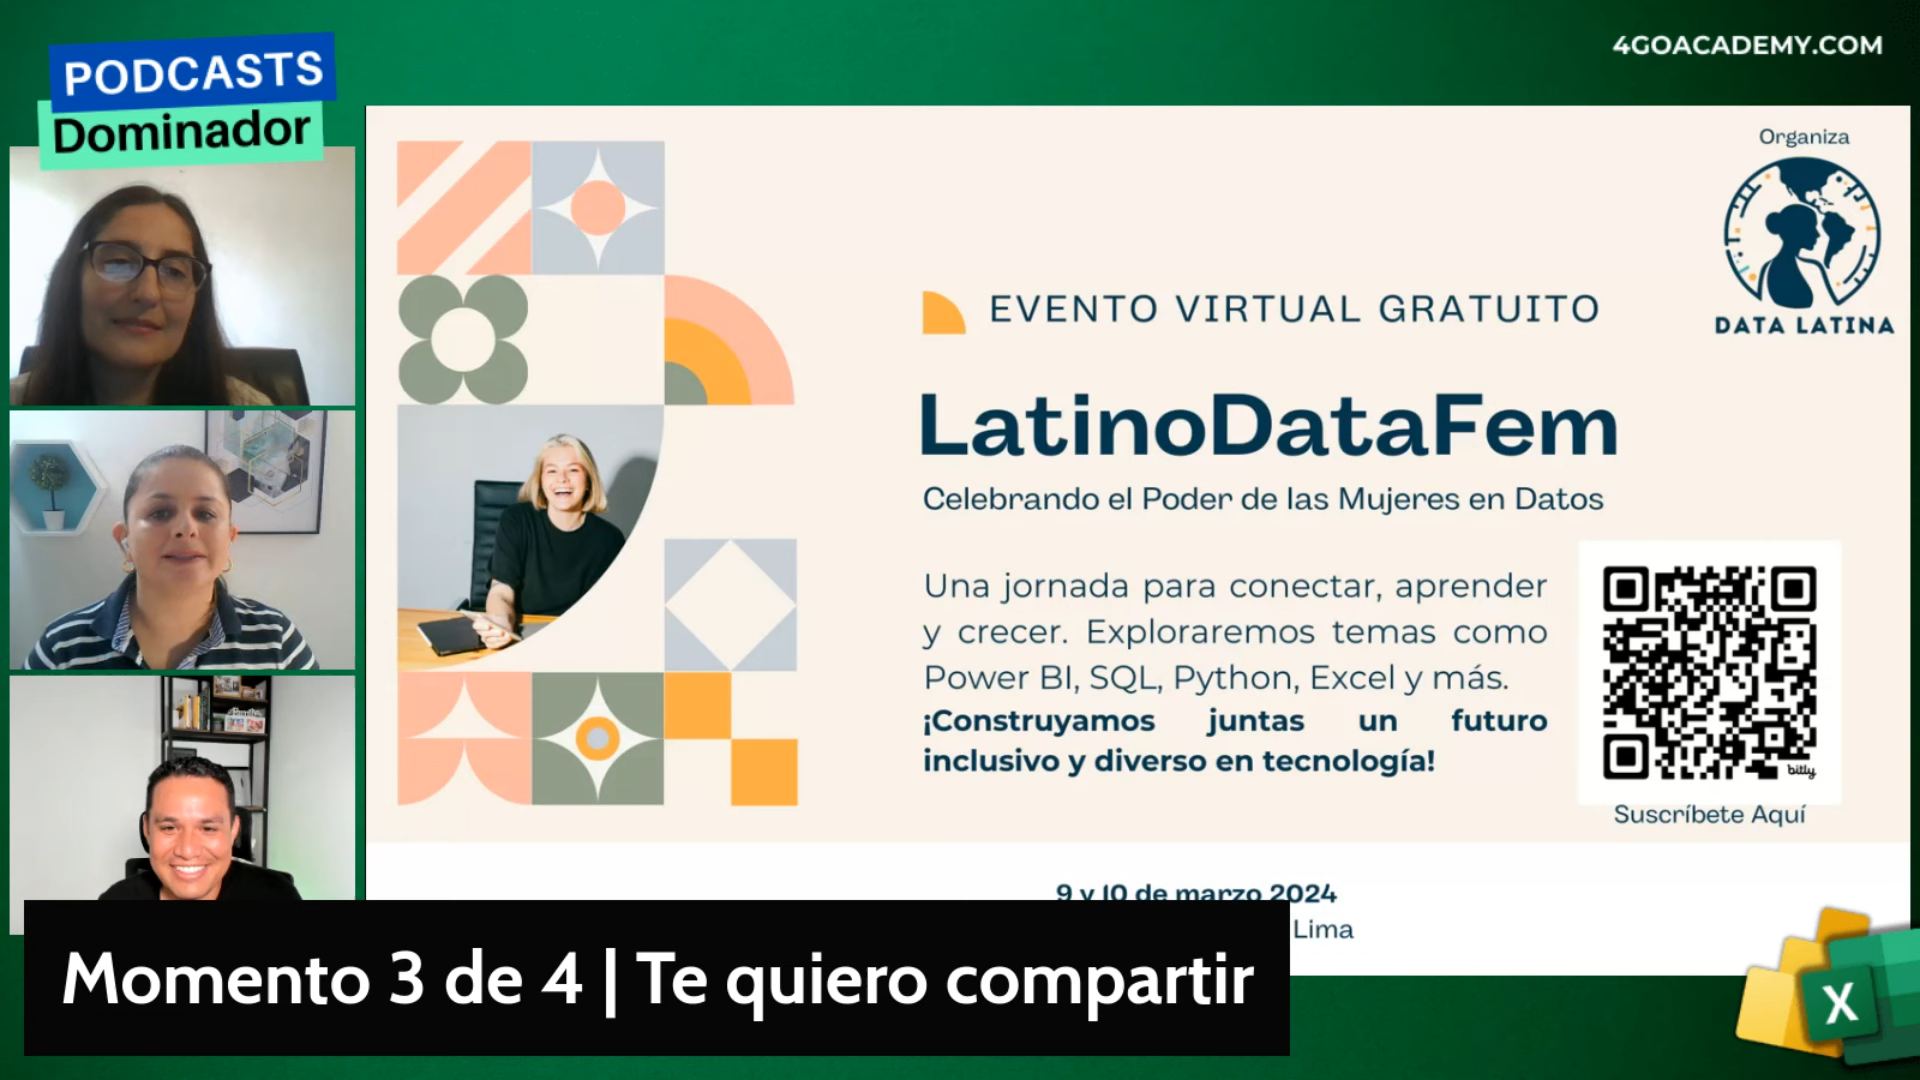 PODCASTS
Dominador
4GOACADEMY.COM
Organiza
DATA LATINA
EVENTO VIRTUAL GRATUITO
LatinoDataFem
Celebrando el Poder de las Mujeres en Datos
Una jornada para conectar, aprender
y crecer. Exploraremos temas como
Power BI, SQL, Python, Excel y más.
¡Construyamos juntas un futuro
inclusivo y diverso en tecnología!
bitly
Suscríbete Aquí
9 y 10 de marzo 2024
Lima
Momento 3 de 4 | Te quiero compartir
X